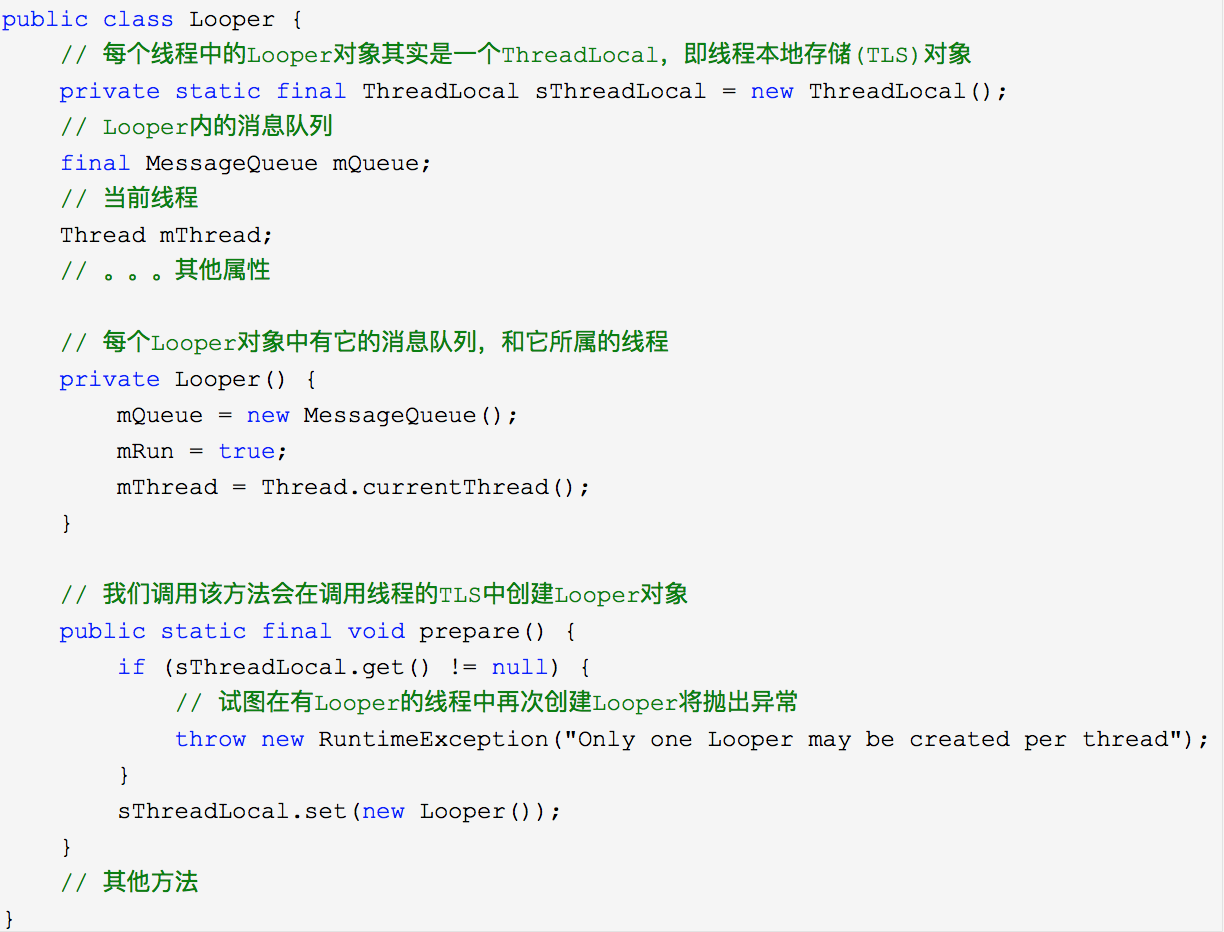 public class Looper {
    // 每个线程中的Looper对象其实是一个ThreadLocal，即线程本地存储(TLS)对象
    private static final ThreadLocal sThreadLocal = new ThreadLocal();
    // Looper内的消息队列
    final MessageQueue mQueue;
    // 当前线程
    Thread mThread;
    // 。。。其他属性

    // 每个Looper对象中有它的消息队列，和它所属的线程
    private Looper() {
        mQueue = new MessageQueue();
        mRun = true;
        mThread = Thread.currentThread();
    }

    // 我们调用该方法会在调用线程的TLS中创建Looper对象
    public static final void prepare() {
        if (sThreadLocal.get() != null) {
            // 试图在有Looper的线程中再次创建Looper将抛出异常
            throw new RuntimeException("Only one Looper may be created per thread");
        }
        sThreadLocal.set(new Looper());
    }
    // 其他方法
}